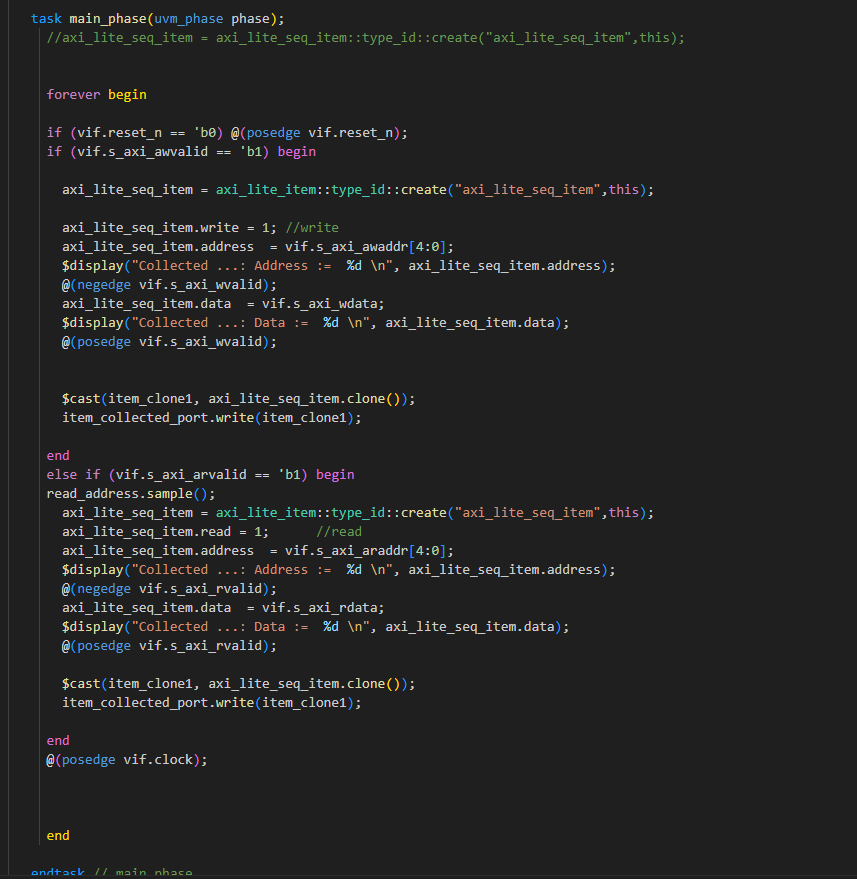 task main_phase(uvm_phase phase);
//axi_lite_seq_item = axi_lite_seq_item::type_id::create("axi_lite_seq_item",this);
forever begin
if (vif.reset_n == 'b0) @(posedge vif.reset_n);
if (vif.s_axi_awvalid == 'b1) begin
axi_lite_seq_item = axi_lite_item::type_id::create("axi_lite_seq_item",this);
axi_lite_seq_item.write = 1; //write
axi_lite_seq_item.address  = vif.s_axi_awaddr[4:0];
$display("Collected ...: Address :=  %d \n", axi_lite_seq_item.address);
@(negedge vif.s_axi_wvalid);
axi_lite_seq_item.data  = vif.s_axi_wdata;
$display("Collected ...: Data :=  %d \n", axi_lite_seq_item.data);
@(posedge vif.s_axi_wvalid);
$cast(item_clone1, axi_lite_seq_item.clone());
item_collected_port.write(item_clone1);
end
else if (vif.s_axi_arvalid == 'b1) begin
read_address.sample();
axi_lite_seq_item = axi_lite_item::type_id::create("axi_lite_seq_item",this);
axi_lite_seq_item.read = 1;      //read
axi_lite_seq_item.address  = vif.s_axi_araddr[4:0];
$display("Collected ...: Address :=  %d \n", axi_lite_seq_item.address);
@(negedge vif.s_axi_rvalid);
axi_lite_seq_item.data  = vif.s_axi_rdata;
$display("Collected ...: Data :=  %d \n", axi_lite_seq_item.data);
@(posedge vif.s_axi_rvalid);
$cast(item_clone1, axi_lite_seq_item.clone());
item_collected_port.write(item_clone1);
end
@(posedge vif.clock);
end
endtask // main_phase